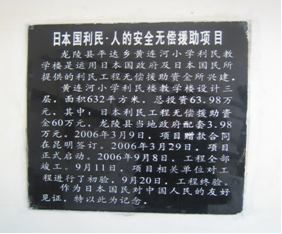 日本国利民·人的安全无偿援助项目
龙陵县平达乡黄连河小学利民教
学楼是运用日本国政府及日本国民所
提供的利民工程无偿援助资金所兴建。
黄连河小学利民楼教学楼设计三
层，面积632平方米，总投资63.98万
元，其中：日本利民工程无偿援助资
金60万元，龙陵县当地政府配套3.98
万元。2006年3月9日，项目赠款合同
在昆明签订。2006年3月29日，项目
正式启动。2006年9月8日，工程全部
竣工。9月11日，项目相关单位对工
程进行了初验，9月20日，工程终验。
作为日本国民对中国人民的友好
见证，特以此为记念。